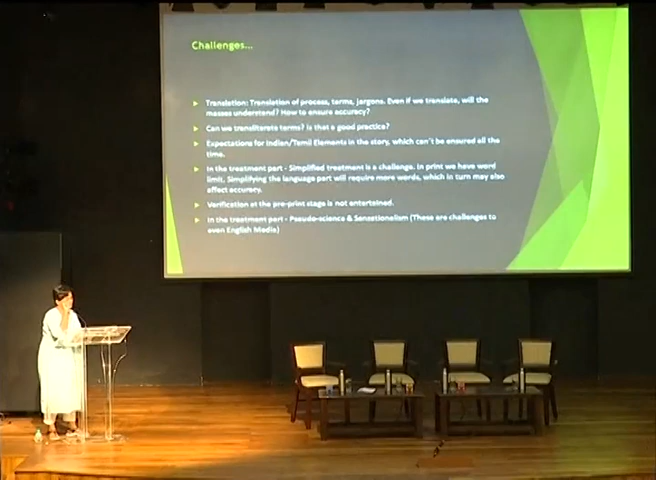 Challenges...
Translation: Translation of process, terms, jargons. Even if we translate, will the
masses understand? How to ensure accuracy?
Can we transliterate terms? Is that a good practice?
Expectations for Indian/Tamil Elements in the story, which can't be ensured all the
time.
In the treatment part - Simplified treatment is a challenge. In print we have word
limit. Simplifying the language part will require more words, which in turn may also
affect accuracy.
Verification at the pre-print stage is not entertained.
In the treatment part - Pseudo-science & Sensationalism (These are challenges to
even English Media)